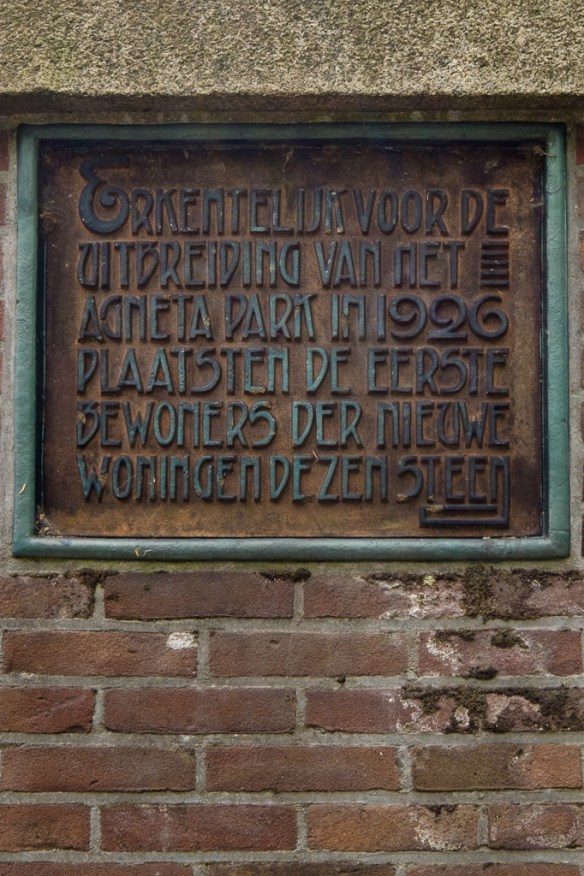 ERKENTELIJK VOOR DE
UITBREIDING VAN HET
AGNETA PARK IN 1926
PLAATSTEN DE EERSTE
BEWONERS DER NIEUWE
WONINGEN DEZEN STEEN